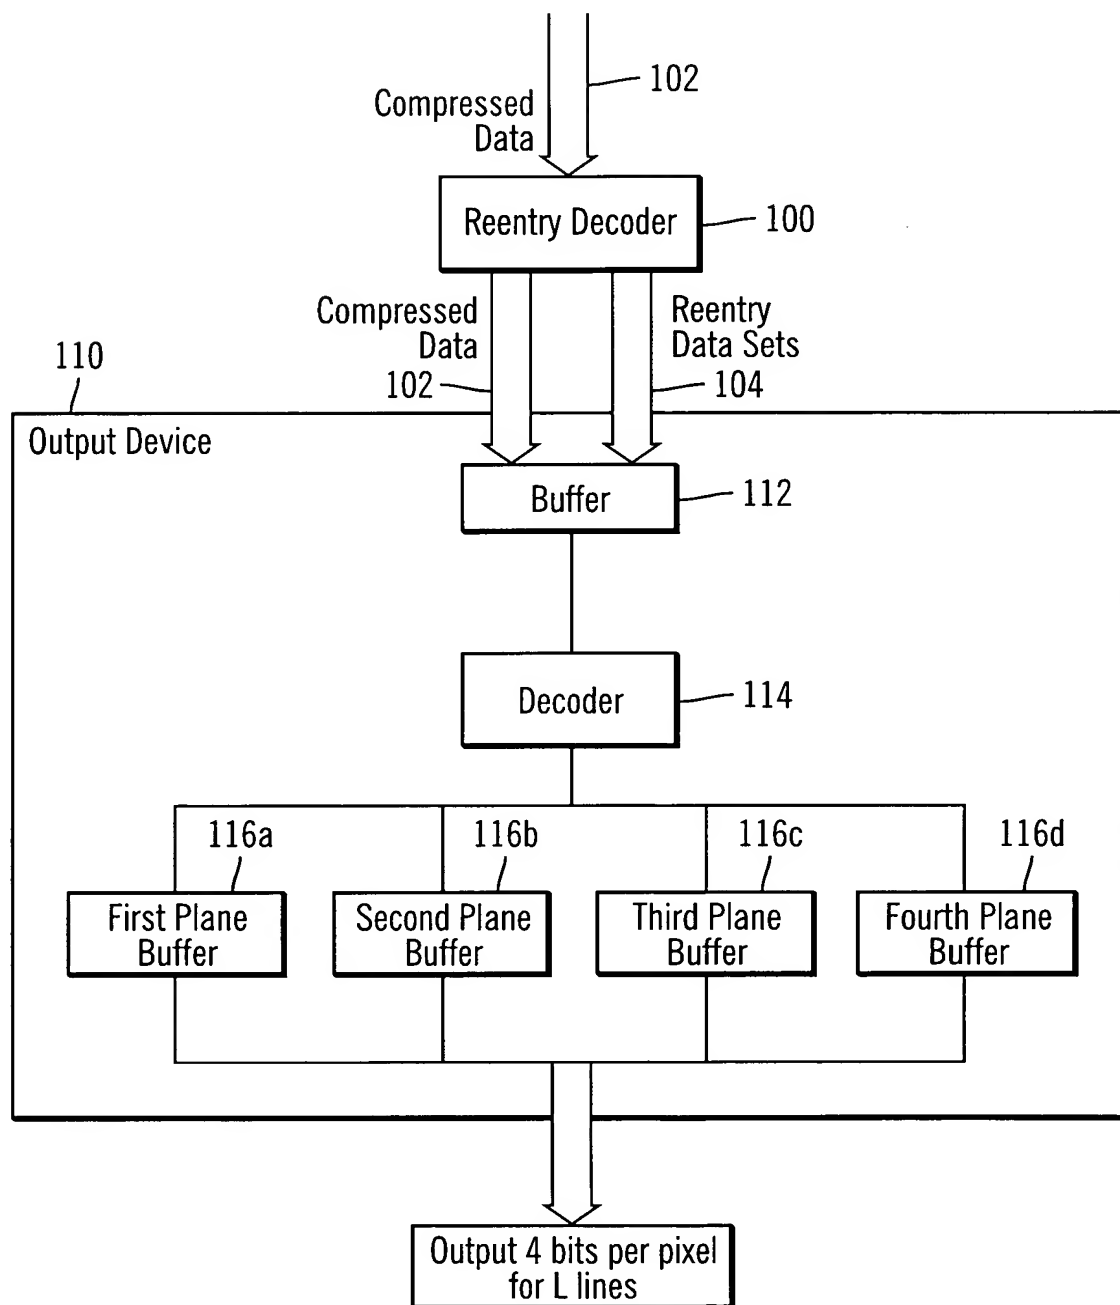 102
Compressed
Data
Reentry Decoder
100
Compressed
Data
102
Reentry
Data Sets
104
110
Output Device
Buffer
112
Decoder
114
116a
116b
116c
116d
First Plane
Buffer
Second Plane
Buffer
Third Plane
Buffer
Fourth Plane
Buffer
Output 4 bits per pixel
for L lines